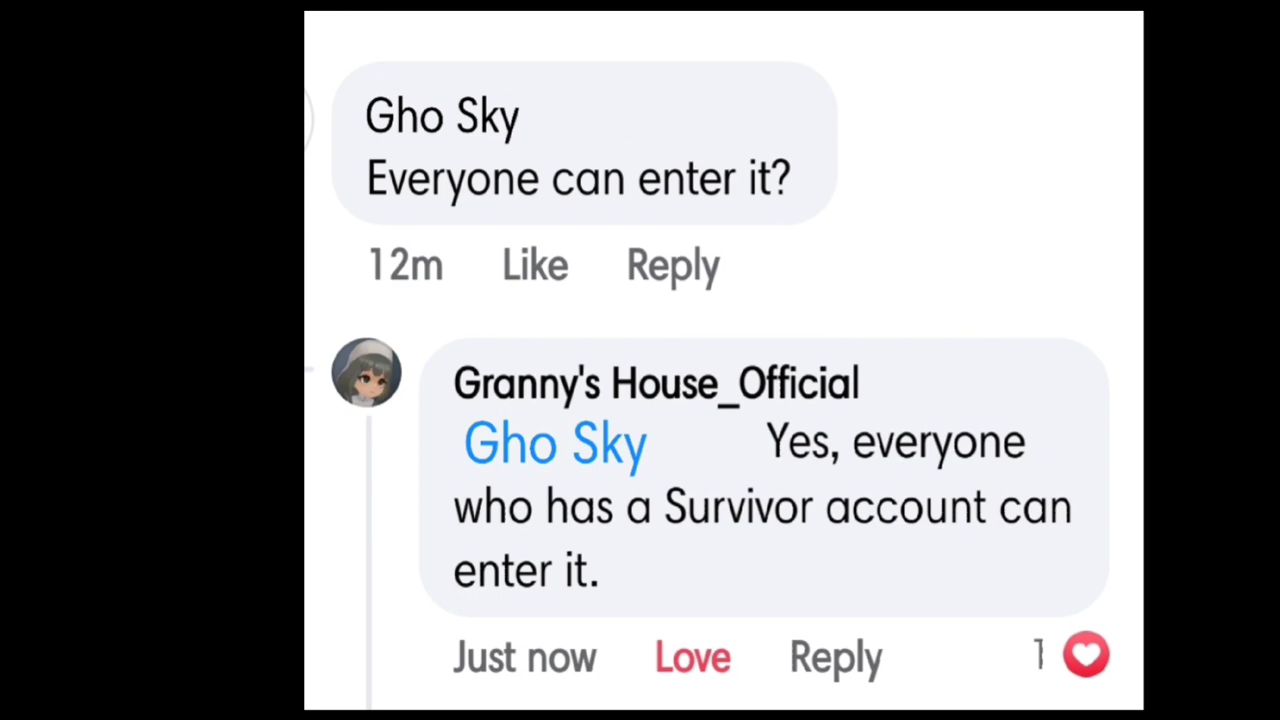 Gho Sky
Everyone can enter it?
12m Like Reply
Granny's House_Official
Gho Sky Yes, everyone
who has a Survivor account can
enter it.
Just now Love Reply 1